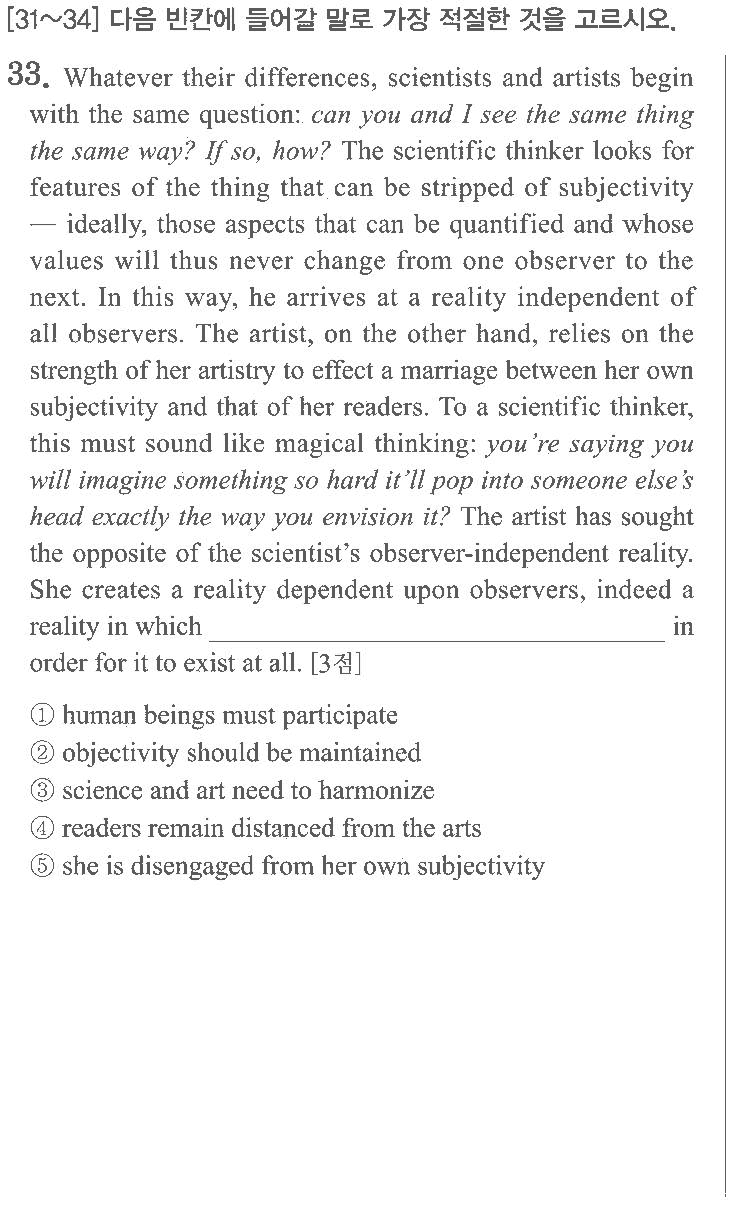 [31~34] 다음 빈칸에 들어갈 말로 가장 적절한 것을 고르시오.
33. Whatever their differences, scientists and artists begin
with the same question: can you and I see the same thing
the same way? If so, how? The scientific thinker looks for
features of the thing that can be stripped of subjectivity
— ideally, those aspects that can be quantified and whose
values will thus never change from one observer to the
next. In this way, he arrives at a reality independent of
all observers. The artist, on the other hand, relies on the
strength of her artistry to effect a marriage between her own
subjectivity and that of her readers. To a scientific thinker,
this must sound like magical thinking: you're saying you
will imagine something so hard it'll pop into someone else's
head exactly the way you envision it? The artist has sought
the opposite of the scientist's observer-independent reality.
She creates a reality dependent upon observers, indeed a
reality in which ______________________ in
order for it to exist at all. [3점]
① human beings must participate
② objectivity should be maintained
③ science and art need to harmonize
④ readers remain distanced from the arts
⑤ she is disengaged from her own subjectivity